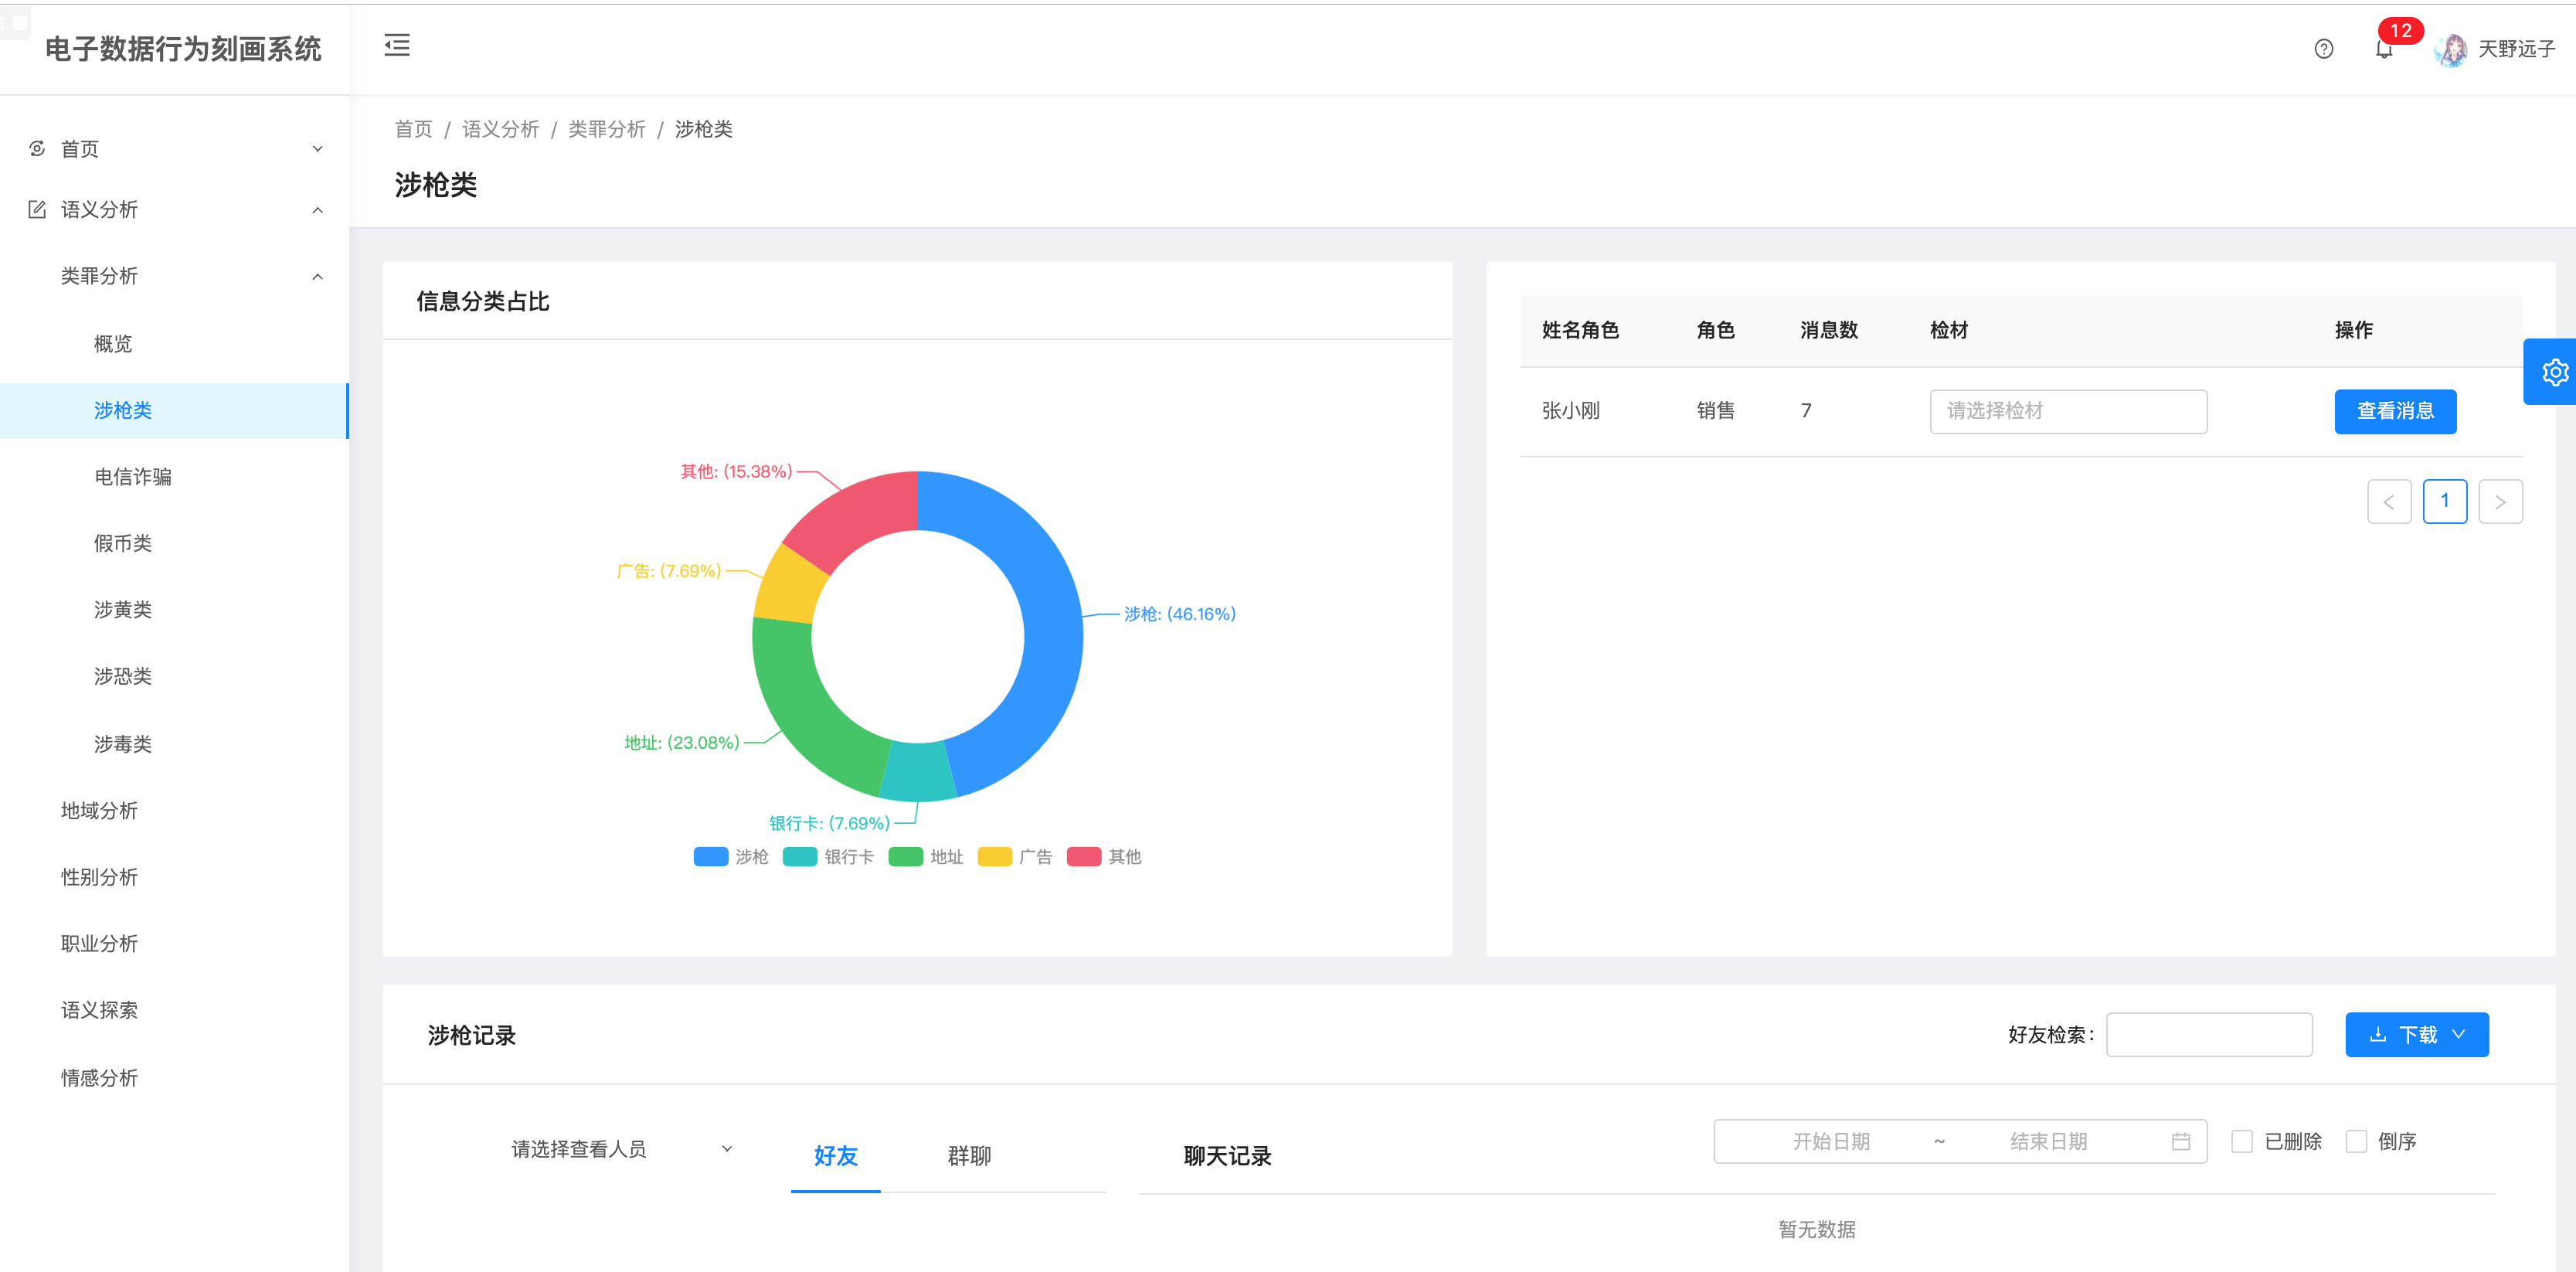 电子数据行为刻画系统
12
天野远子
首页
语义分析
类罪分析
概览
涉枪类
电信诈骗
假币类
涉黄类
涉恐类
涉毒类
地域分析
性别分析
职业分析
语义探索
情感分析
首页 / 语义分析 / 类罪分析 / 涉枪类
涉枪类
信息分类占比
其他: (15.38%)
广告: (7.69%)
涉枪: (46.16%)
地址: (23.08%)
银行卡: (7.69%)
涉枪 银行卡 地址 广告 其他
姓名角色 角色 消息数 检材 操作
张小刚 销售 7 请选择检材 查看消息
< 1 >
涉枪记录
好友检索: 下载
请选择查看人员
好友 群聊
聊天记录
开始日期 ~ 结束日期
已删除 倒序
暂无数据